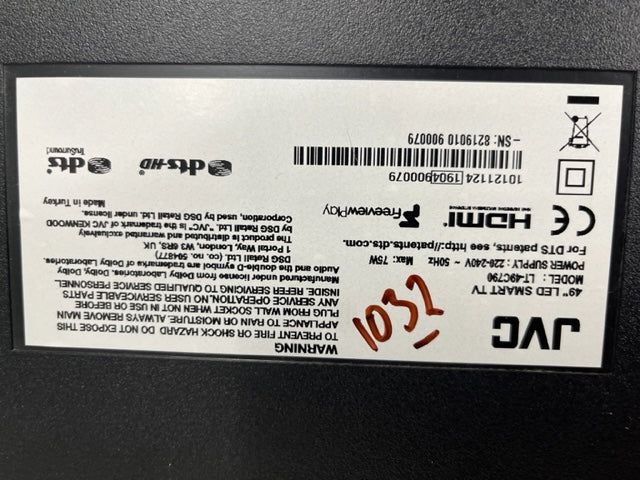 JVC
49" LED SMART TV
MODEL: LT-49C790
POWER SUPPLY: 220-240V ~ 50Hz Max: 75W
For DTS patents, see http://patents.dts.com.
CE HDMI FreeviewPlay
HIGH-DEFINITION MULTIMEDIA INTERFACE
10121124 1904900079
-SN: 8219010 900079
1032
WARNING
TO PREVENT FIRE OR SHOCK HAZARD DO NOT EXPOSE THIS
APPLIANCE TO RAIN OR MOISTURE. ALWAYS REMOVE MAIN
PLUG FROM WALL SOCKET WHEN NOT IN USE OR BEFORE
ANY SERVICE OPERATION, NO USER SERVICEABLE PARTS
INSIDE REFER SERVICING TO QUALIFIED SERVICE PERSONNEL
Manufactured under license from Dolby Laboratories. Dolby, Dolby
Audio and the double-D symbol are trademarks of Dolby Laboratories.
DSG Retail Ltd. (co. no. 504877)
1 Portal Way, London, W3 6RS, UK
The product is distributed and warranted exclusively
by DSG Retail Ltd. "JVC" is the trademark of JVC KENWOOD
Corporation, used by DSG Retail Ltd. under license.
Made in Turkey
dts-HD
dts
TruSurround